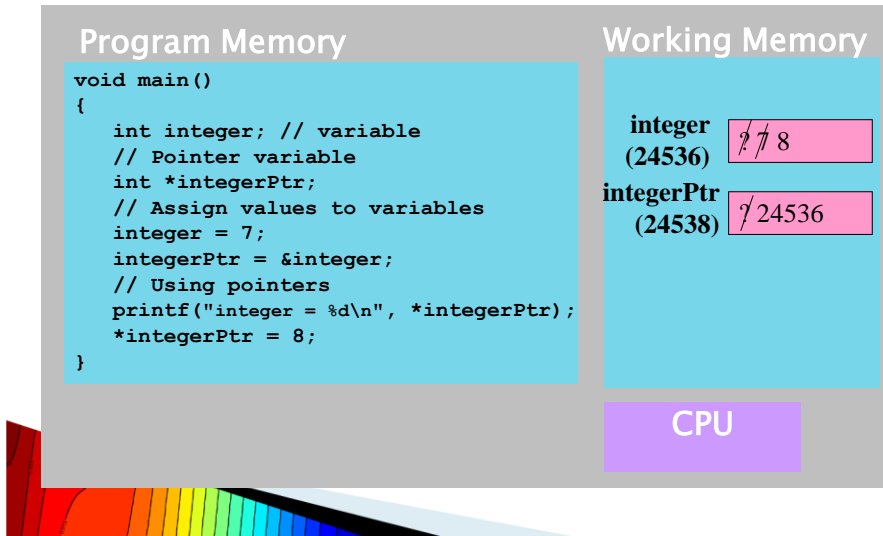 Program Memory
void main()
{
int integer; // variable
// Pointer variable
int *integerPtr;
// Assign values to variables
integer = 7;
integerPtr = &integer;
// Using pointers
printf("integer = %d\n", *integerPtr);
*integerPtr = 8;
}
Working Memory
integer
(24536)
? 7 8
integerPtr
(24538)
? 24536
CPU